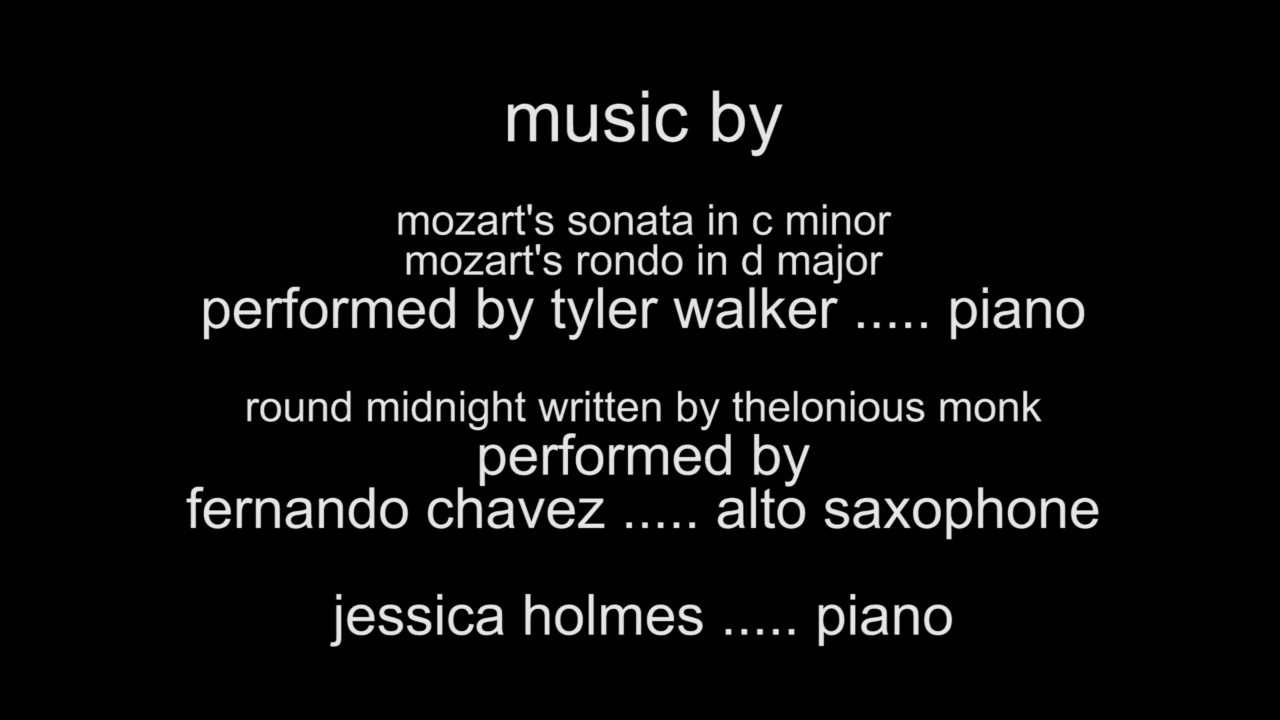 music by
mozart's sonata in c minor
mozart's rondo in d major
performed by tyler walker ..... piano
round midnight written by thelonious monk
performed by
fernando chavez ..... alto saxophone
jessica holmes ..... piano